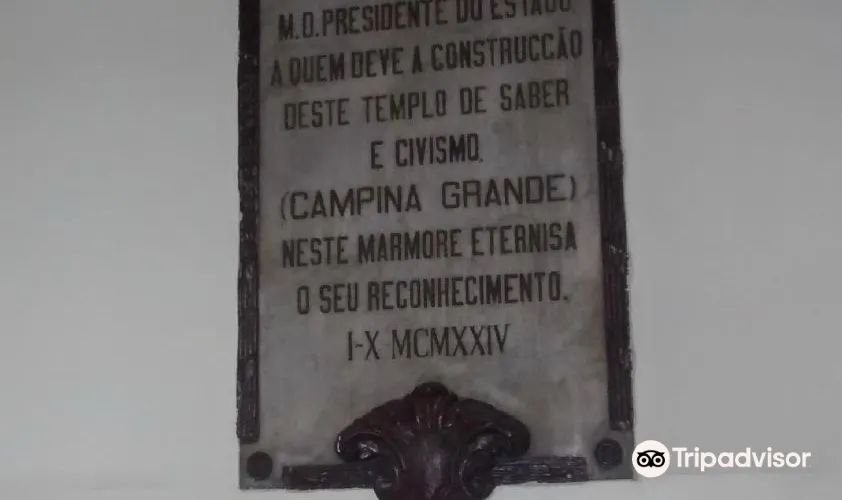 M.D. PRESIDENTE DO ESTADO,
A QUEM DEVE A CONSTRUCCÃO
DESTE TEMPLO DE SABER
E CIVISMO,
(CAMPINA GRANDE)
NESTE MARMORE ETERNISA
O SEU RECONHECIMENTO.
I-X MCMXXIV
Tripadvisor